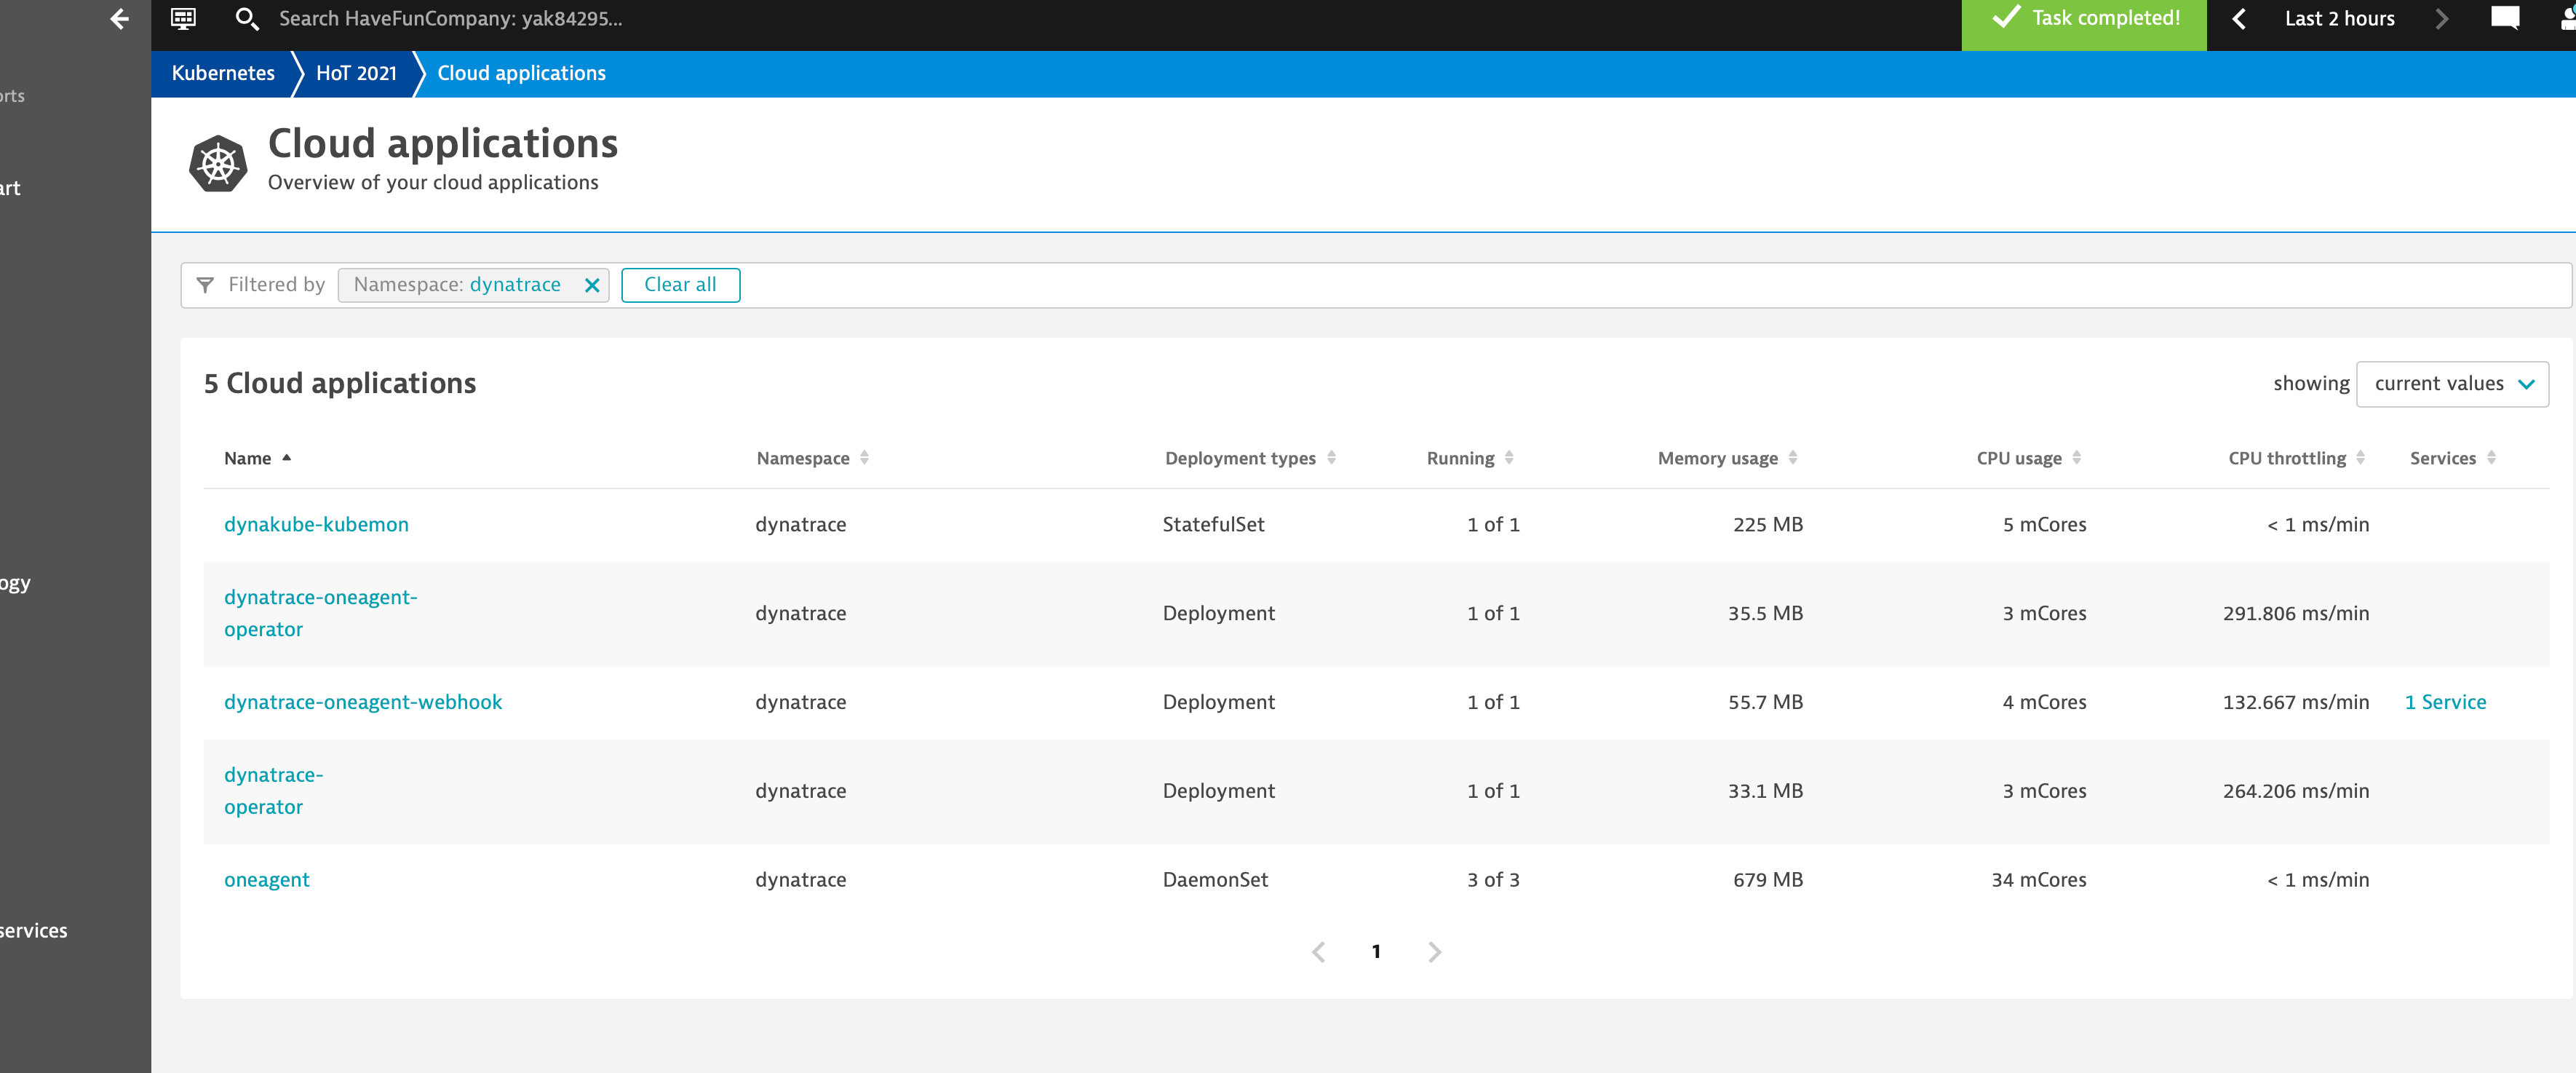 Search HaveFunCompany: yak84295...
Task completed!
Last 2 hours
Kubernetes
HoT 2021
Cloud applications
orts
art
ogy
services
Cloud applications
Overview of your cloud applications
Filtered by
Namespace: dynatrace
Clear all
5 Cloud applications
showing current values
Name Namespace Deployment types Running Memory usage CPU usage CPU throttling Services
dynakube-kubemon dynatrace StatefulSet 1 of 1 225 MB 5 mCores < 1 ms/min
dynatrace-oneagent-
operator dynatrace Deployment 1 of 1 35.5 MB 3 mCores 291.806 ms/min
dynatrace-oneagent-webhook dynatrace Deployment 1 of 1 55.7 MB 4 mCores 132.667 ms/min 1 Service
dynatrace-
operator dynatrace Deployment 1 of 1 33.1 MB 3 mCores 264.206 ms/min
oneagent dynatrace DaemonSet 3 of 3 679 MB 34 mCores < 1 ms/min
1